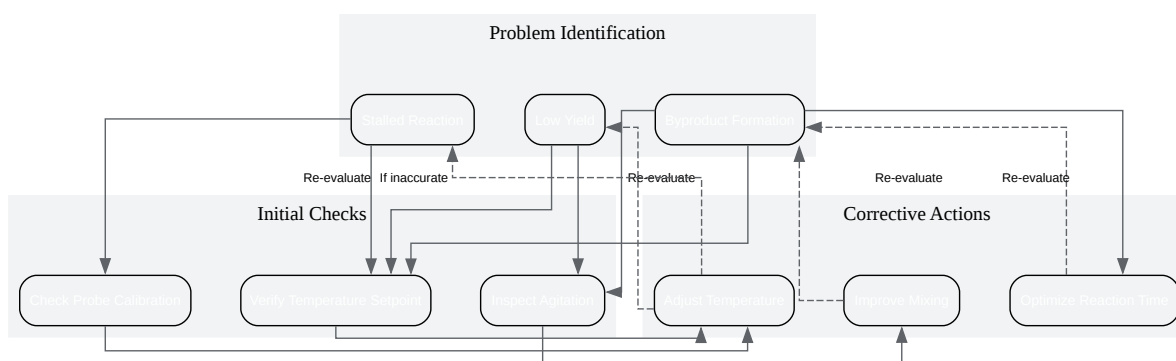 Problem Identification
Stalled Reaction
Low Yield
Byproduct Formation
Re-evaluate
If inaccurate
Re-evaluate
Re-evaluate
Re-evaluate
Initial Checks
Corrective Actions
Check Probe Calibration
Verify Temperature Setpoint
Inspect Agitation
Adjust Temperature
Improve Mixing
Optimize Reaction Time